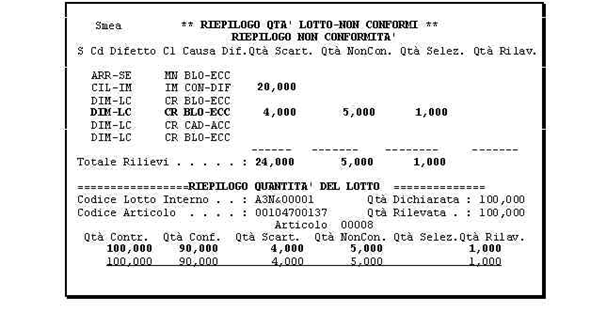 Smea ** RIEPILOGO QTA' LOTTO-NON CONFORMI **
RIEPILOGO NON CONFORMITA'
S Cd Difetto Cl Causa Dif.Qtà Scart. Qtà NonCon. Qtà Selez. Qtà Rilav.
ARR-SE MN BLO-ECC
CIL-IM IM CON-DIF 20,000
DIM-LC CR BLO-ECC
DIM-LC CR BLO-ECC 4,000 5,000 1,000
DIM-LC CR CAD-ACC
DIM-LC CR BLO-ECC
------ ------- ------- -------
Totale Rilievi . . . . . : 24,000 5,000 1,000
=================RIEPILOGO QUANTITA' DEL LOTTO ==============
Codice Lotto Interno . . : A3N&00001 Qtà Dichiarata : 100,000
Codice Articolo . . . . : 00104700137 Qtà Rilevata . : 100,000
Articolo 00008
Qtà Contr. Qtà Conf. Qtà Scart. Qtà NonCon. Qtà Selez.Qtà Rilav.
100,000 90,000 4,000 5,000 1,000
100,000 90,000 4,000 5,000 1,000